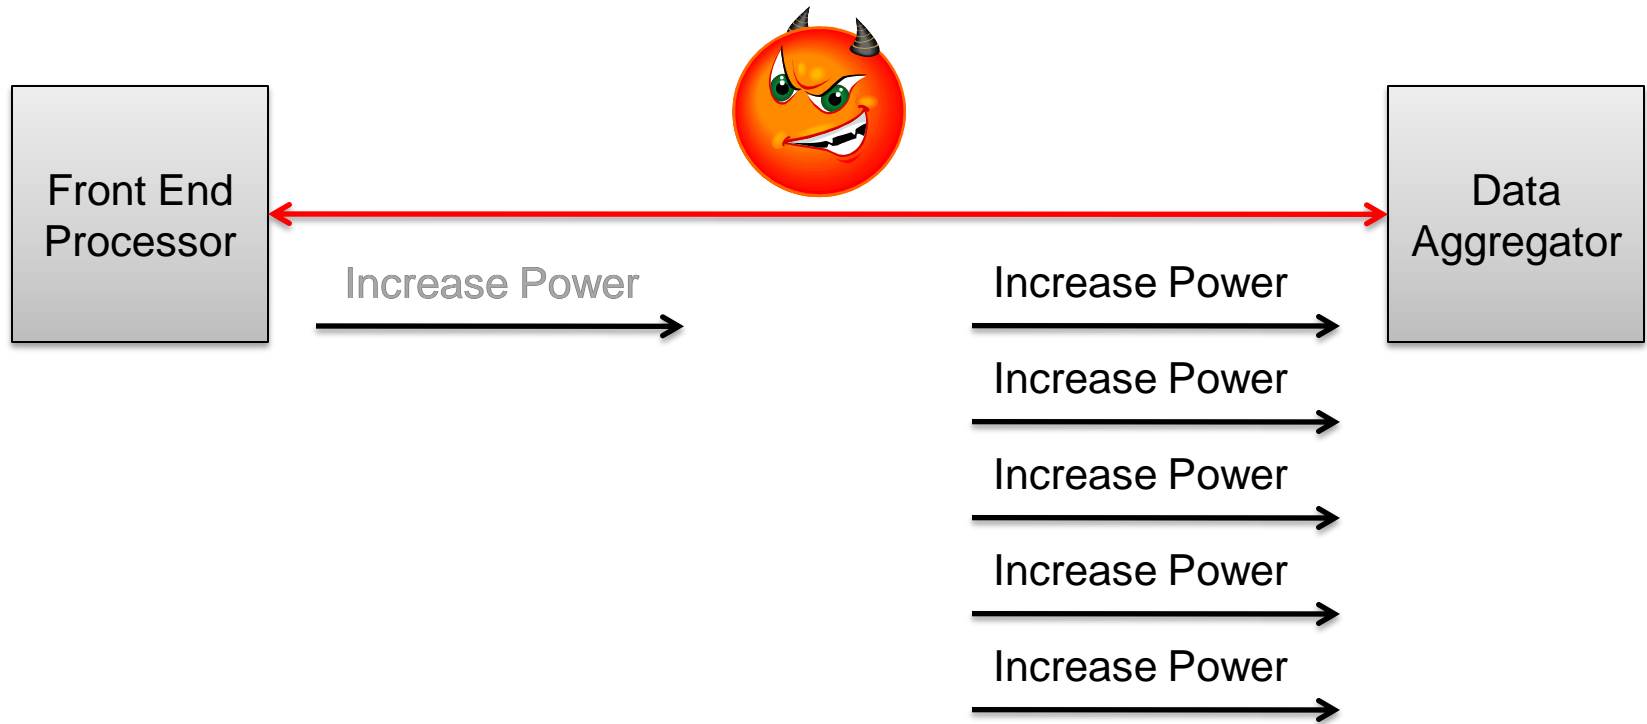 Front End
Processor
Data
Aggregator
Increase Power
Increase Power
Increase Power
Increase Power
Increase Power
Increase Power